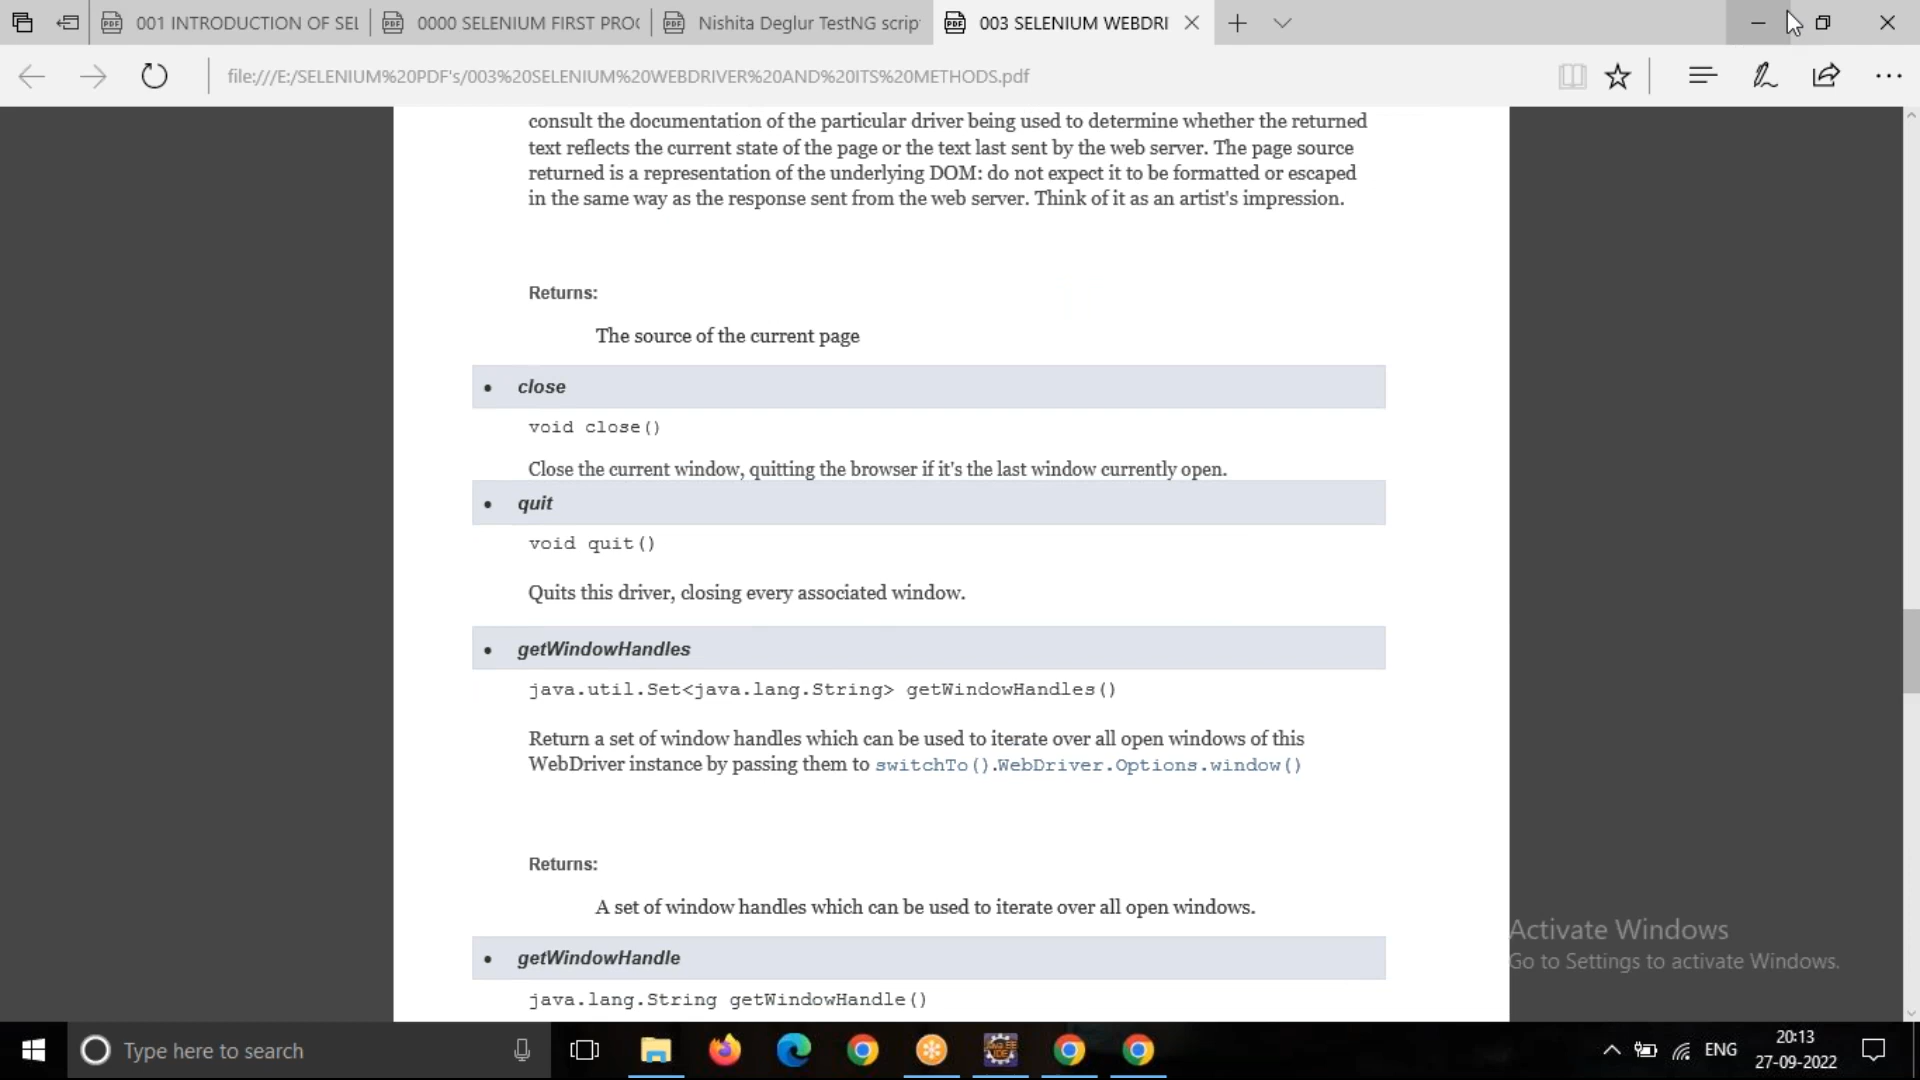 001 INTRODUCTION OF SEL
0000 SELENIUM FIRST PRO
Nishita Deglur TestNG scrip
003 SELENIUM WEBDRI
file:///E:/SELENIUM%20PDF's/003%20SELENIUM%20WEBDRIVER%20AND%20ITS%20METHODS.pdf
consult the documentation of the particular driver being used to determine whether the returned
text reflects the current state of the page or the text last sent by the web server. The page source
returned is a representation of the underlying DOM: do not expect it to be formatted or escaped
in the same way as the response sent from the web server. Think of it as an artist's impression.
Returns:
The source of the current page
• close
void close()
Close the current window, quitting the browser if it's the last window currently open.
• quit
void quit()
Quits this driver, closing every associated window.
• getWindowHandles
java.util.Set<java.lang.String> getWindowHandles()
Return a set of window handles which can be used to iterate over all open windows of this
WebDriver instance by passing them to switchTo().WebDriver.Options.window()
Returns:
A set of window handles which can be used to iterate over all open windows.
• getWindowHandle
java.lang.String getWindowHandle()
Activate Windows
Go to Settings to activate Windows.
Type here to search
ENG
20:13
27-09-2022